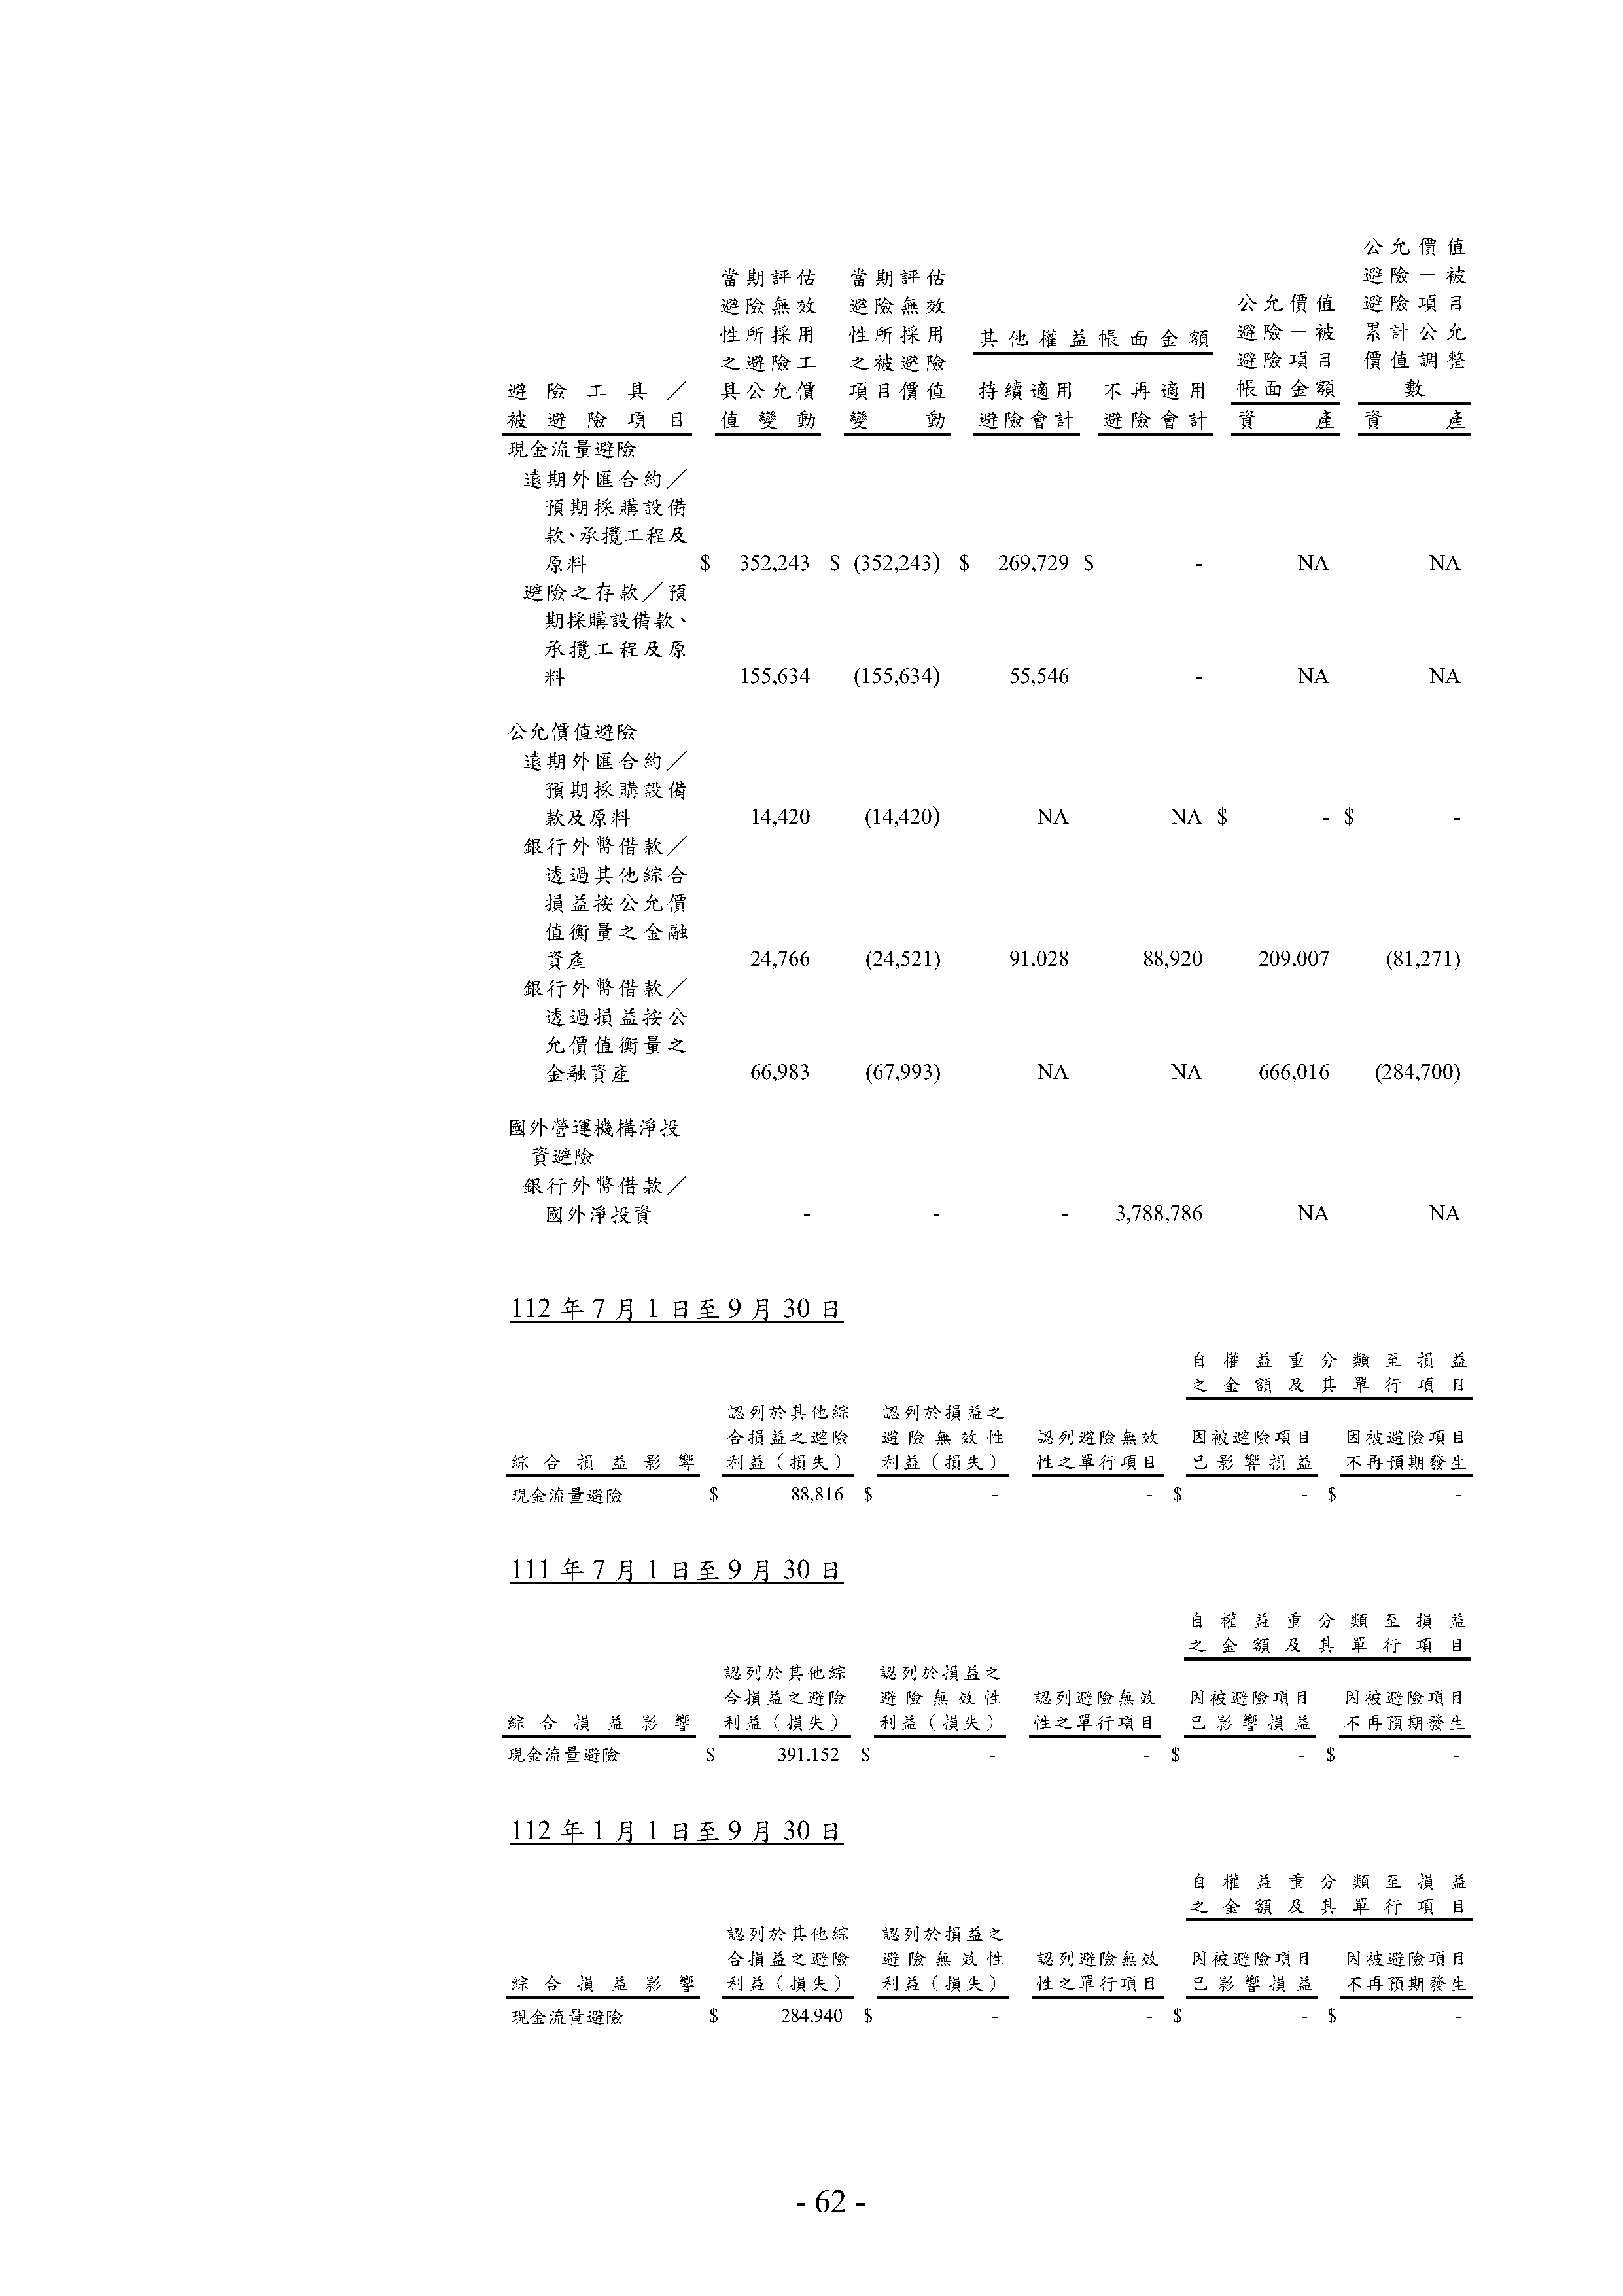 公允價值
當期評估 當期評估 避險－被
避險無效 避險無效 公允價值 避險項目
性所採用 性所採用 其他權益帳面金額 避險－被 累計公允
之避險工 之被避險 避險項目 價值調整
避險工具／ 具公允價 項目價值 持續適用 不再適用 帳面金額 數
被避險項目 值變動 變動 避險會計 避險會計 資產 資產
現金流量避險
遠期外匯合約／
預期採購設備
款、承攬工程及
原料 $ 352,243 $ (352,243) $ 269,729 $ - NA NA
避險之存款／預
期採購設備款、
承攬工程及原
料 155,634 (155,634) 55,546 - NA NA
公允價值避險
遠期外匯合約／
預期採購設備
款及原料 14,420 (14,420) NA NA $ - $ -
銀行外幣借款／
透過其他綜合
損益按公允價
值衡量之金融
資產 24,766 (24,521) 91,028 88,920 209,007 (81,271)
銀行外幣借款／
透過損益按公
允價值衡量之
金融資產 66,983 (67,993) NA NA 666,016 (284,700)
國外營運機構淨投
資避險
銀行外幣借款／
國外淨投資 - - - 3,788,786 NA NA
112 年 7 月 1 日至 9 月 30 日
自權益重分類至損益
之金額及其單行項目
認列於其他綜 認列於損益之
合損益之避險 避險無效性 認列避險無效 因被避險項目 因被避險項目
綜合損益影響 利益（損失） 利益（損失） 性之單行項目 已影響損益 不再預期發生
現金流量避險 $ 88,816 $ - - $ - $ -
111 年 7 月 1 日至 9 月 30 日
自權益重分類至損益
之金額及其單行項目
認列於其他綜 認列於損益之
合損益之避險 避險無效性 認列避險無效 因被避險項目 因被避險項目
綜合損益影響 利益（損失） 利益（損失） 性之單行項目 已影響損益 不再預期發生
現金流量避險 $ 391,152 $ - - $ - $ -
112 年 1 月 1 日至 9 月 30 日
自權益重分類至損益
之金額及其單行項目
認列於其他綜 認列於損益之
合損益之避險 避險無效性 認列避險無效 因被避險項目 因被避險項目
綜合損益影響 利益（損失） 利益（損失） 性之單行項目 已影響損益 不再預期發生
現金流量避險 $ 284,940 $ - - $ - $ -
- 62 -